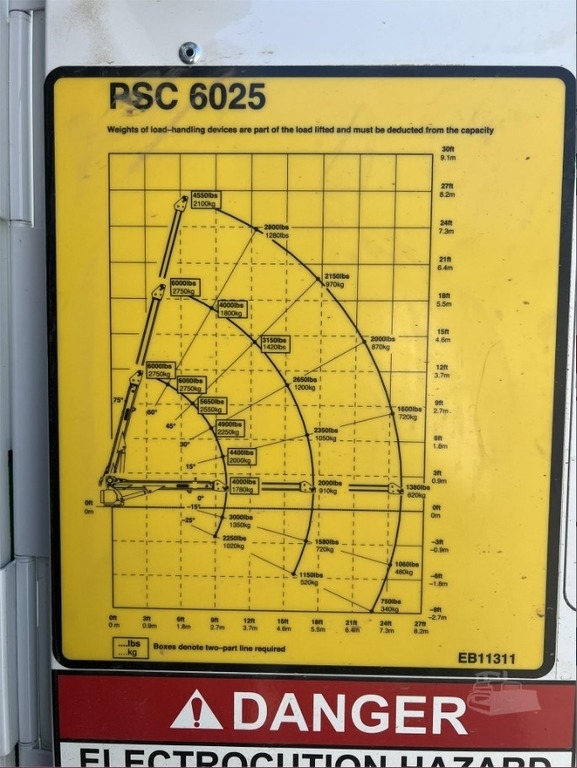 PSC 6025
Weights of load-handling devices are part of the load lifted and must be deducted from the capacity
30ft
9.1m
27ft
8.2m
4550lbs
2100kg
2800lbs
1280lbs
24ft
7.3m
21ft
6.4m
2150lbs
970kg
6000lbs
2750kg
18ft
5.5m
4000lbs
1800kg
15ft
4.6m
3150lbs
1420lbs
2000lbs
870kg
12ft
3.7m
6000lbs
2750kg
6000lbs
2750kg
2650lbs
1200kg
75°
60°
5650lbs
2550kg
9ft
2.7m
1600lbs
720kg
45°
4900lbs
2250kg
2350lbs
1050kg
6ft
1.8m
30°
4400lbs
2000kg
15°
3ft
0.9m
4000lbs
1780kg
2000lbs
910kg
1380lbs
620kg
0°
0ft
0m
0ft
0m
-15°
3000lbs
1350kg
-25°
2250lbs
1020kg
1580lbs
720kg
-3ft
-0.9m
1060lbs
480kg
1150lbs
520kg
-6ft
-1.8m
750lbs
340kg
-9ft
-2.7m
0ft 3ft 6ft 9ft 12ft 15ft 18ft 21ft 24ft 27ft
0 m 0.9m 1.8m 2.7m 3.7m 4.6m 5.5m 6.4m 7.3m 8.2m
....lbs
....kg
Boxes denote two-part line required
EB11311
DANGER
ELECTROCUTION HAZARD